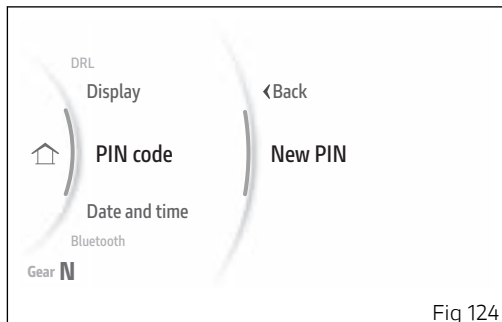 DRL
Display
PIN code
Date and time
Bluetooth
Gear N
‹Back
New PIN
Fig 124